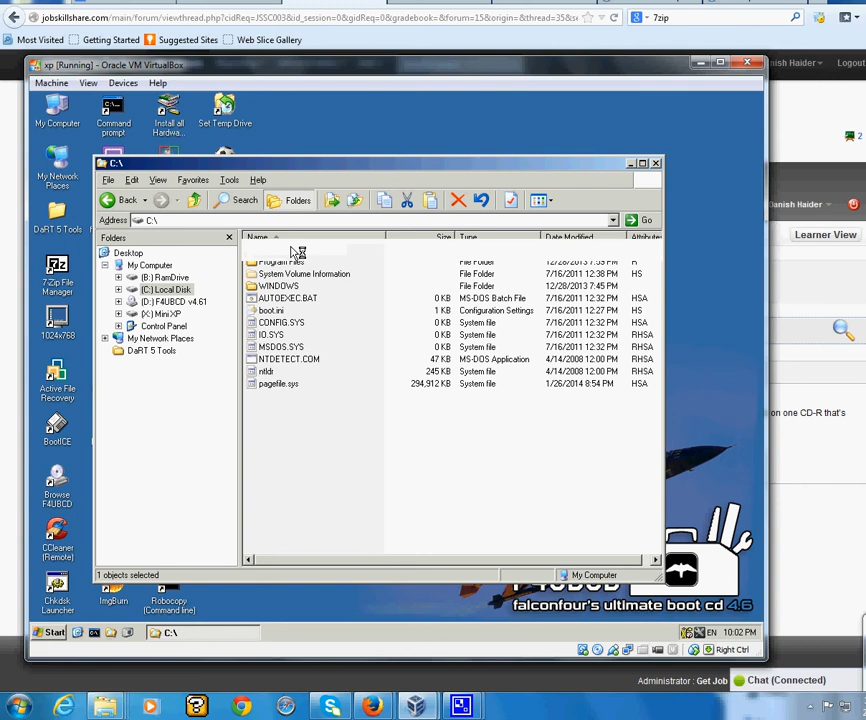 jobskillshare.com/main/forum/viewthread.php?cidReq=JSSC003&id_session=0&gidReq=0&gradebook=&forum=15&origin=&thread=35&se
7zip
Most Visited
Getting Started
Suggested Sites
Web Slice Gallery
xp [Running] - Oracle VM VirtualBox
nish Haider
Logout
Machine
View
Devices
Help
2
My Computer
Command
prompt
Install all
Hardwa...
Set Temp Drive
C:\
My Network
Places
File
Edit
View
Favorites
Tools
Help
Back
Search
Folders
Danish Haider
DaRT 5 Tools
Address
C:\
Go
Learner View
Folders
Name
Size
Type
Date Modified
Attributes
Desktop
My Computer
Program Files
File Folder
12/28/2013 7:53 PM
R
7-Zip File
Manager
(B:) RamDrive
System Volume Information
File Folder
7/16/2011 12:38 PM
HS
(C:) Local Disk
WINDOWS
File Folder
12/28/2013 7:45 PM
(D:) F4UBCD v4.61
AUTOEXEC.BAT
0 KB
MS-DOS Batch File
7/16/2011 12:38 PM
HSA
(X:) MiniXP
boot.ini
1 KB
Configuration Settings
7/16/2011 12:27 PM
HS
Control Panel
CONFIG.SYS
0 KB
System file
7/16/2011 12:38 PM
HSA
1024x768
My Network Places
IO.SYS
0 KB
System file
7/16/2011 12:38 PM
RHSA
DaRT 5 Tools
MSDOS.SYS
0 KB
System file
7/16/2011 12:38 PM
RHSA
NTDETECT.COM
47 KB
MS-DOS Application
4/14/2008 12:00 PM
RHSA
ntldr
245 KB
System file
4/14/2008 12:00 PM
RHSA
pagefile.sys
294,912 KB
System file
1/26/2014 8:54 PM
HSA
Active File
Recovery
on one CD-R that's
BootICE
Browse
F4UBCD
CCleaner
(Remote)
1 objects selected
My Computer
Chkdsk
Launcher
ImgBurn
Robocopy
(Command line)
falconfour's ultimate boot cd 4.6
Start
C:\
EN
10:02 PM
Right Ctrl
Administrator : Get Job
Chat (Connected)